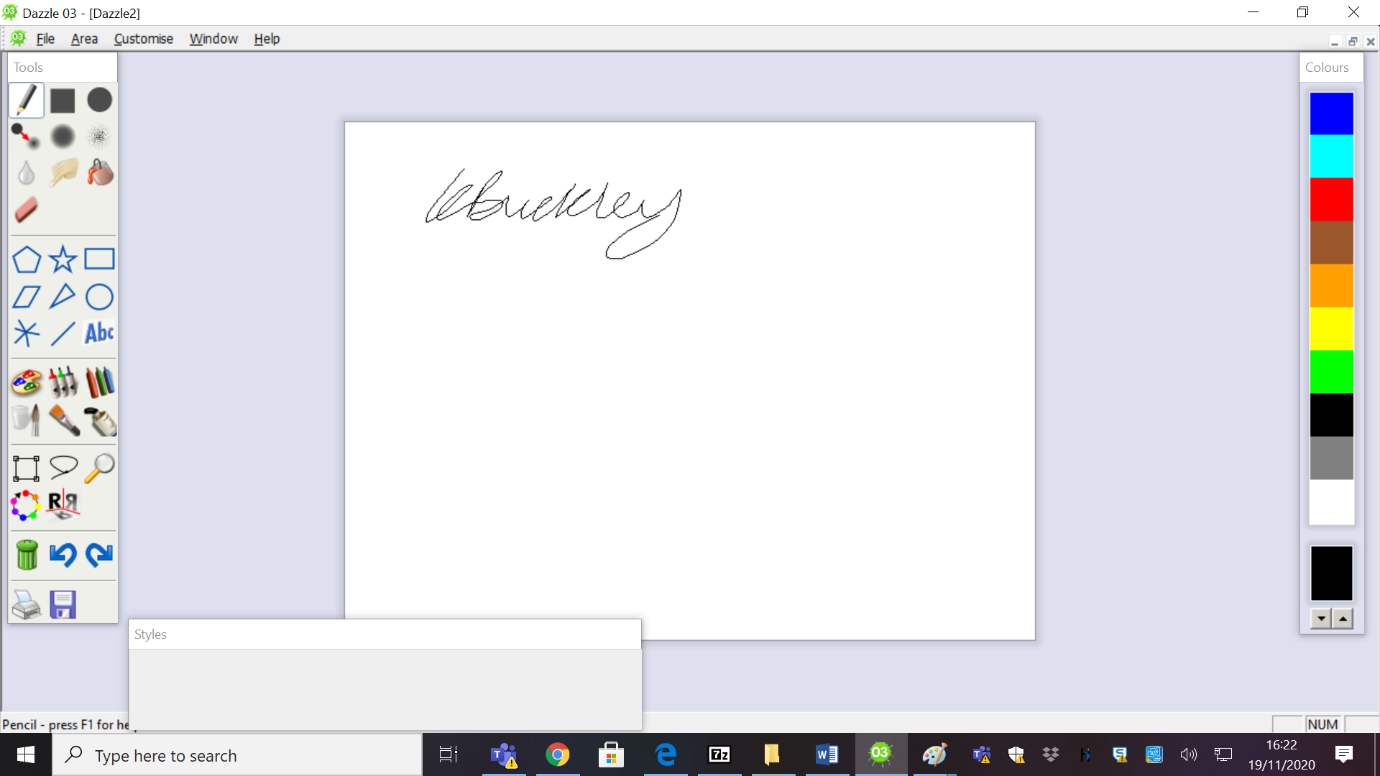 Dazzle 03 - [Dazzle2]
File Area Customise Window Help
Tools
Colours
Abc
Styles
Pencil - press F1 for he
NUM
Type here to search
16:22
19/11/2020